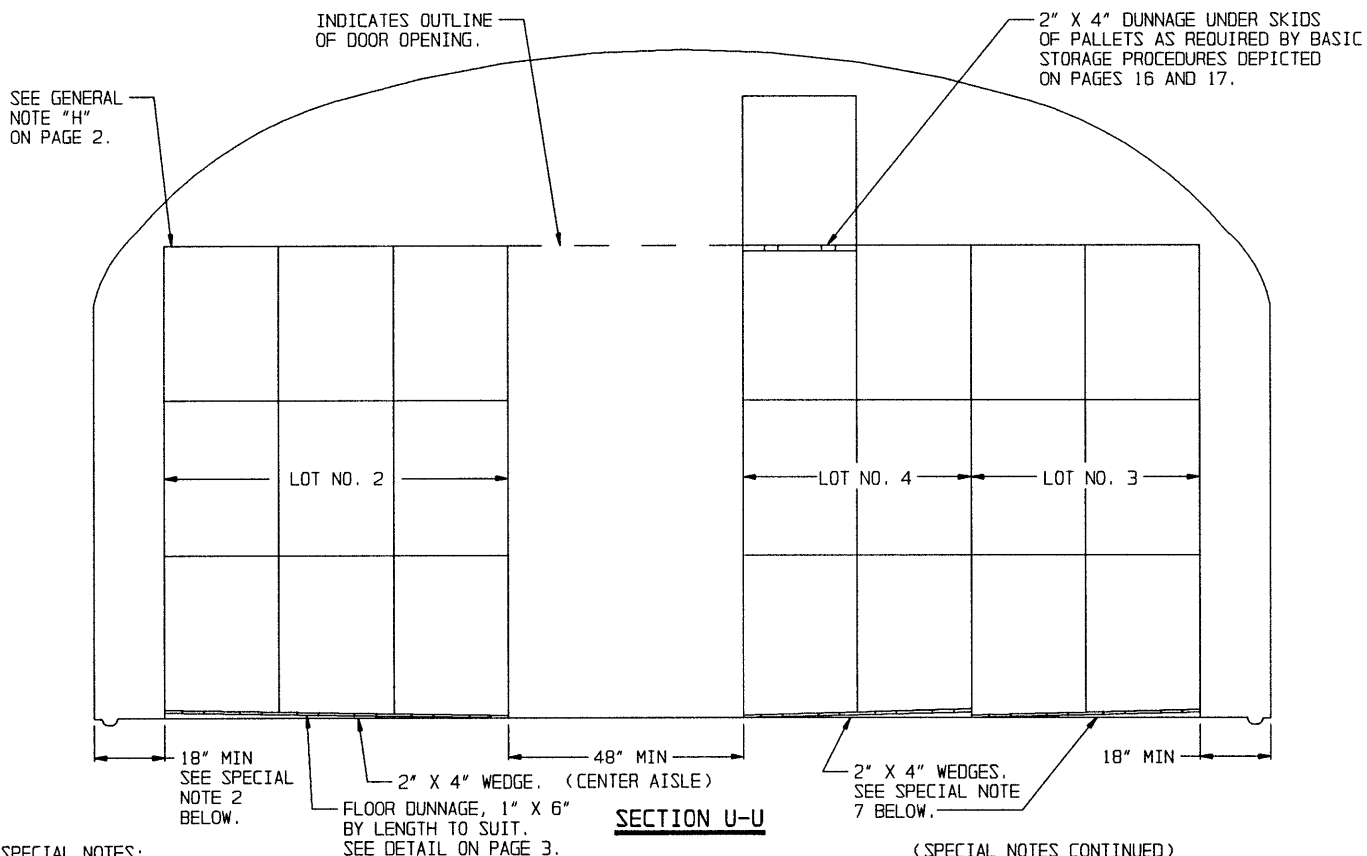 INDICATES OUTLINE
OF DOOR OPENING.
2" X 4" DUNNAGE UNDER SKIDS
OF PALLETS AS REQUIRED BY BASIC
STORAGE PROCEDURES DEPICTED
ON PAGES 16 AND 17.
SEE GENERAL
NOTE "H"
ON PAGE 2.
LOT NO. 2
LOT NO. 4
LOT NO. 3
18" MIN
SEE SPECIAL
NOTE 2
BELOW.
48" MIN
(CENTER AISLE)
18" MIN
2" X 4" WEDGE.
FLOOR DUNNAGE, 1" X 6"
BY LENGTH TO SUIT.
SEE DETAIL ON PAGE 3.
2" X 4" WEDGES.
SEE SPECIAL NOTE
7 BELOW.
SECTION U-U
SPECIAL NOTES:
(SPECIAL NOTES CONTINUED)